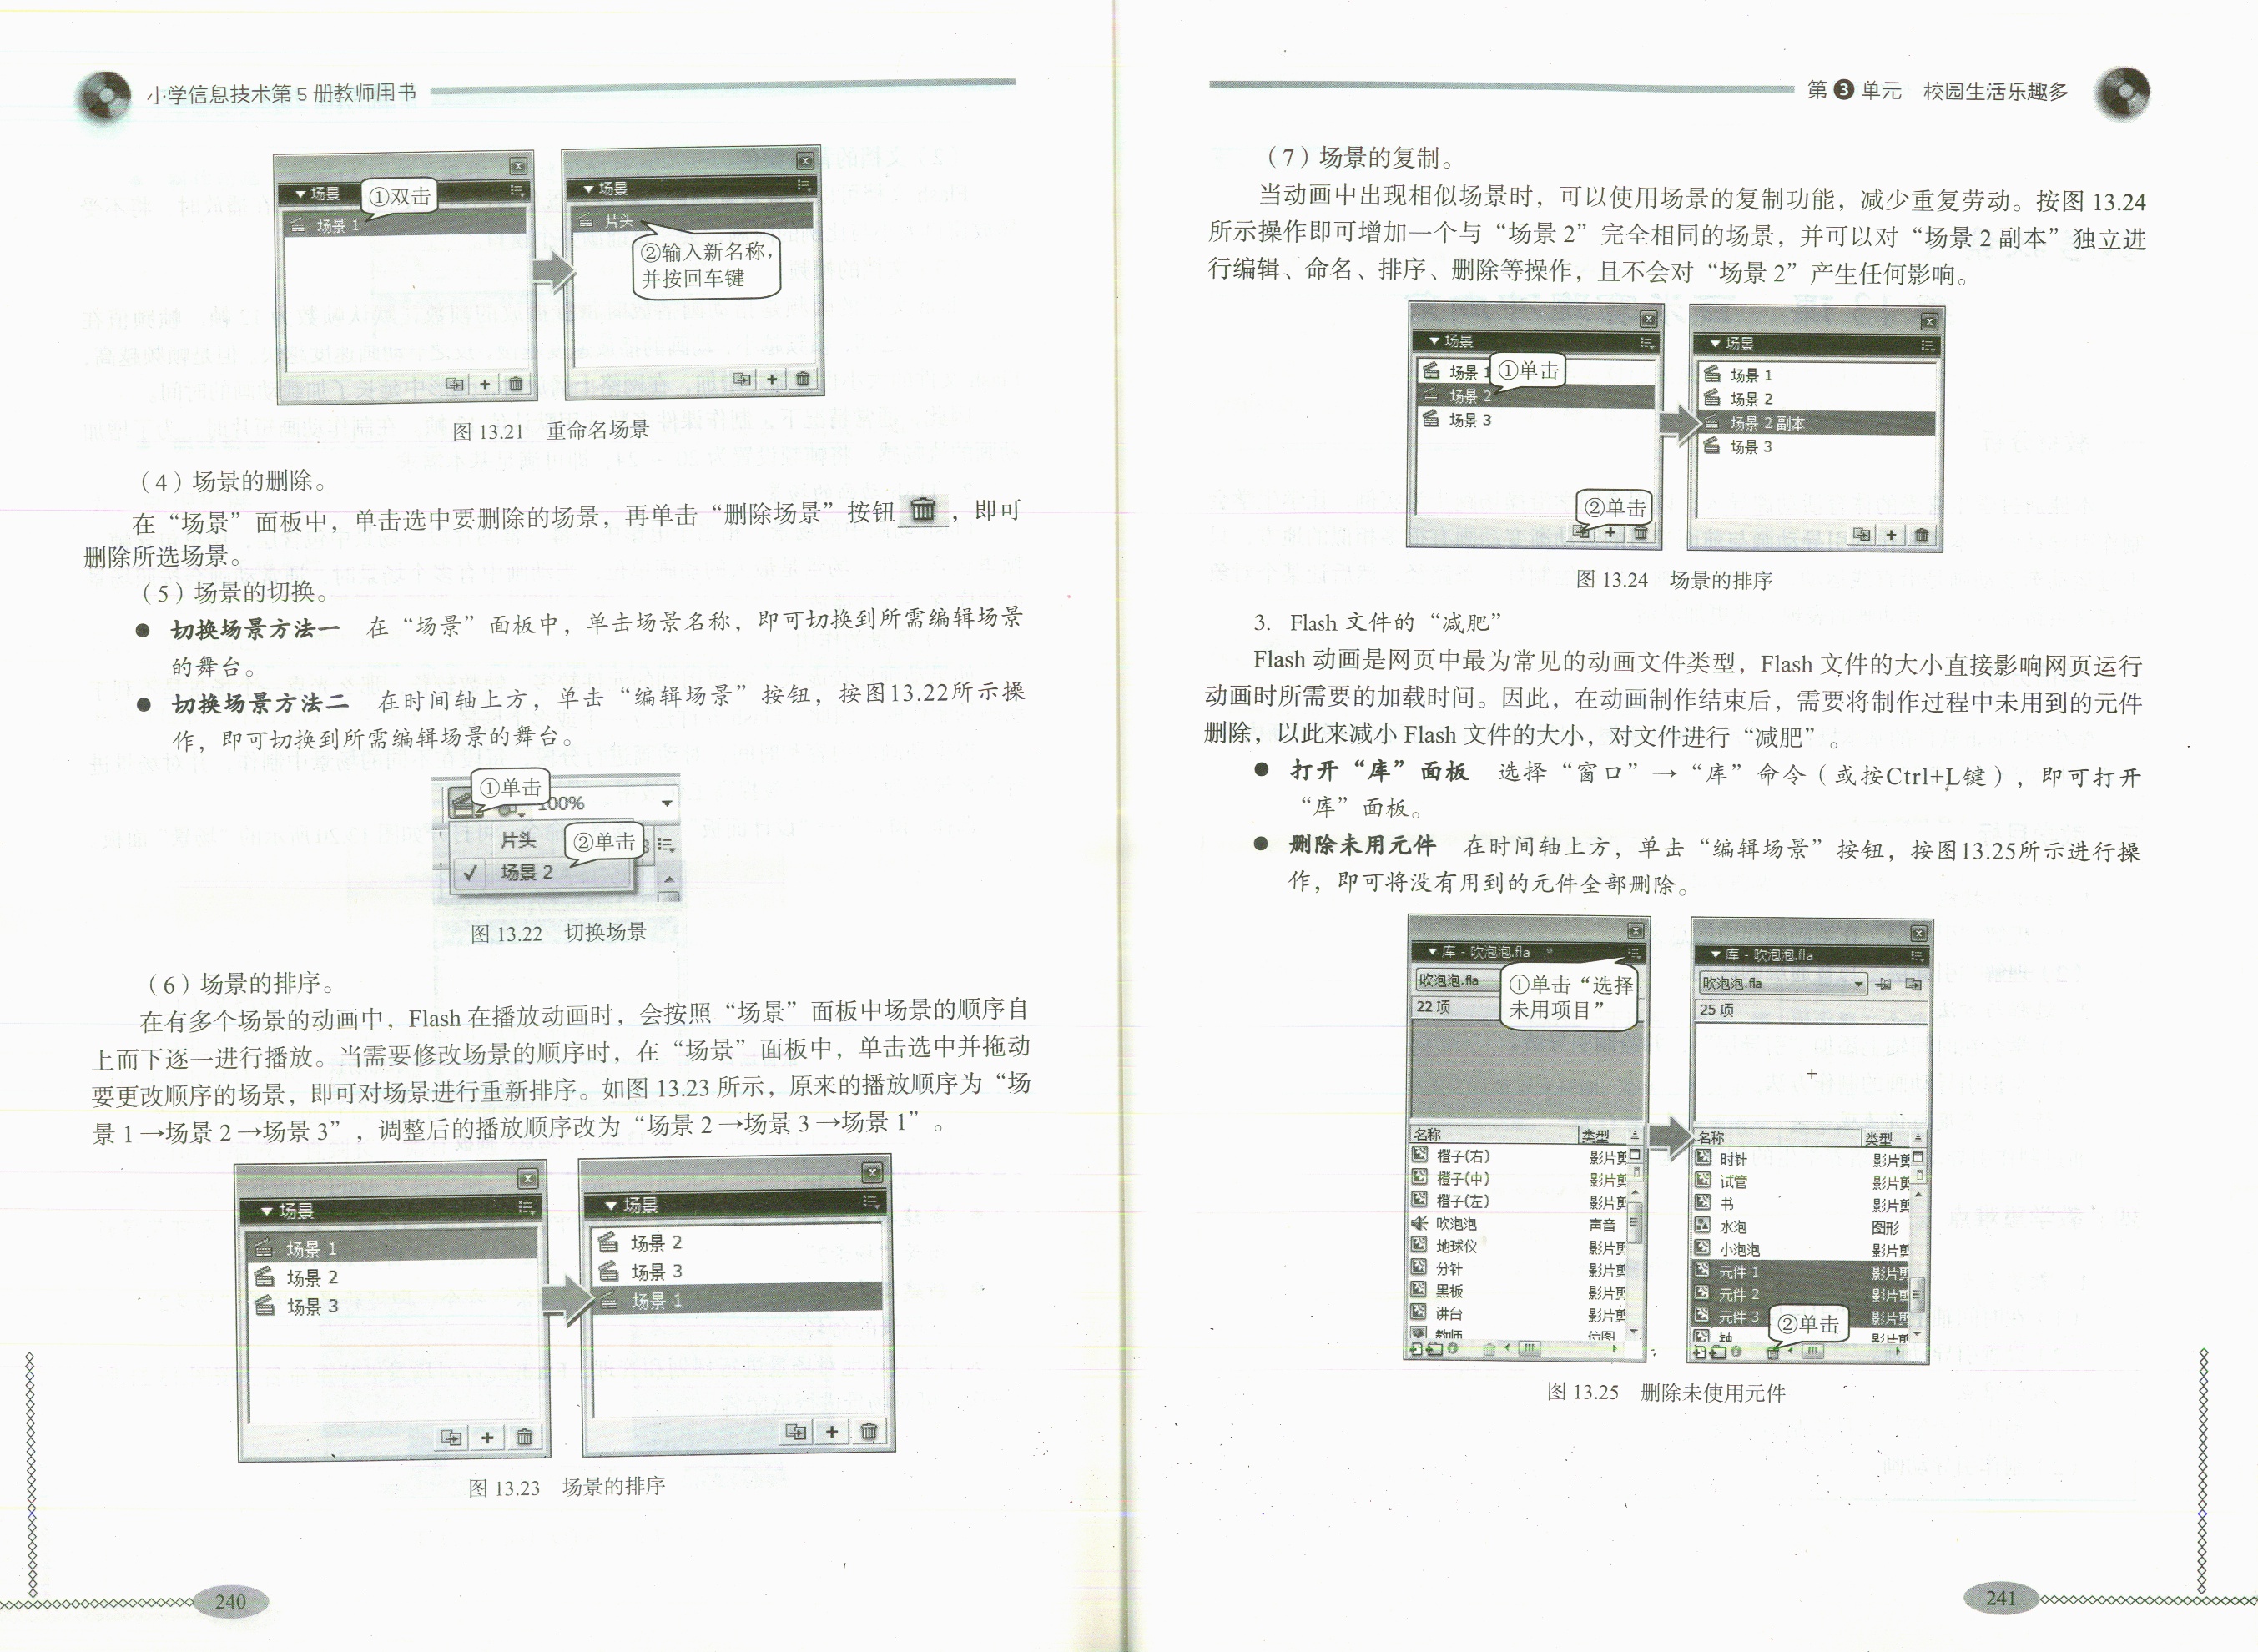 小学信息技术第5册教师用书
场景
①双击
场景 1
场景
片头
②输入新名称，
并按回车键
图 13.21　重命名场景
（4）场景的删除。
在“场景”面板中，单击选中要删除的场景，再单击“删除场景”按钮，即可
删除所选场景。
（5）场景的切换。
● 切换场景方法一　在“场景”面板中，单击场景名称，即可切换到所需编辑场景
的舞台。
● 切换场景方法二　在时间轴上方，单击“编辑场景”按钮，按图13.22所示操
作，即可切换到所需编辑场景的舞台。
①单击
100%
片头
②单击
✓ 场景 2
图 13.22　切换场景
（6）场景的排序。
在有多个场景的动画中，Flash 在播放动画时，会按照“场景”面板中场景的顺序自
上而下逐一进行播放。当需要修改场景的顺序时，在“场景”面板中，单击选中并拖动
要更改顺序的场景，即可对场景进行重新排序。如图 13.23 所示，原来的播放顺序为“场
景 1→场景 2→场景 3”，调整后的播放顺序改为“场景 2→场景 3→场景 1”。
场景
场景 1
场景 2
场景 3
场景
场景 2
场景 3
场景 1
图 13.23　场景的排序
240
第3单元　校园生活乐趣多
（7）场景的复制。
当动画中出现相似场景时，可以使用场景的复制功能，减少重复劳动。按图 13.24
所示操作即可增加一个与“场景 2”完全相同的场景，并可以对“场景 2 副本”独立进
行编辑、命名、排序、删除等操作，且不会对“场景 2”产生任何影响。
场景
场景 1
①单击
场景 2
场景 3
②单击
场景
场景 1
场景 2
场景 2 副本
场景 3
图 13.24　场景的排序
3. Flash 文件的“减肥”
Flash 动画是网页中最为常见的动画文件类型，Flash 文件的大小直接影响网页运行
动画时所需要的加载时间。因此，在动画制作结束后，需要将制作过程中未用到的元件
删除，以此来减小 Flash 文件的大小，对文件进行“减肥”。
● 打开“库”面板　选择“窗口”→“库”命令（或按Ctrl+L键），即可打开
“库”面板。
● 删除未用元件　在时间轴上方，单击“编辑场景”按钮，按图13.25所示进行操
作，即可将没有用到的元件全部删除。
库 - 吹泡泡.fla
吹泡泡.fla
①单击“选择
未用项目”
22 项
名称 类型
橙子(右) 影片剪
橙子(中) 影片剪
橙子(左) 影片剪
吹泡泡 声音
地球仪 影片剪
分针 影片剪
黑板 影片剪
讲台 影片剪
教师 位图
库 - 吹泡泡.fla
吹泡泡.fla
25 项
名称 类型
时针 影片剪
试管 影片剪
书 影片剪
水泡 图形
小泡泡 影片剪
元件 1 影片剪
元件 2 影片剪
元件 3 影片剪
钟 影片剪
②单击
图 13.25　删除未使用元件
241